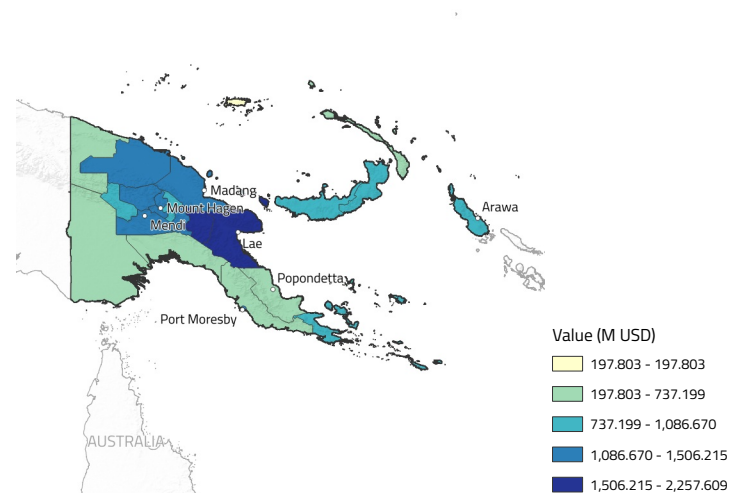 Madang
Mount Hagen
Mendi
Arawa
Lae
Popondetta
Port Moresby
AUSTRALIA
Value (M USD)
197.803 - 197.803
197.803 - 737.199
737.199 - 1,086.670
1,086.670 - 1,506.215
1,506.215 - 2,257.609